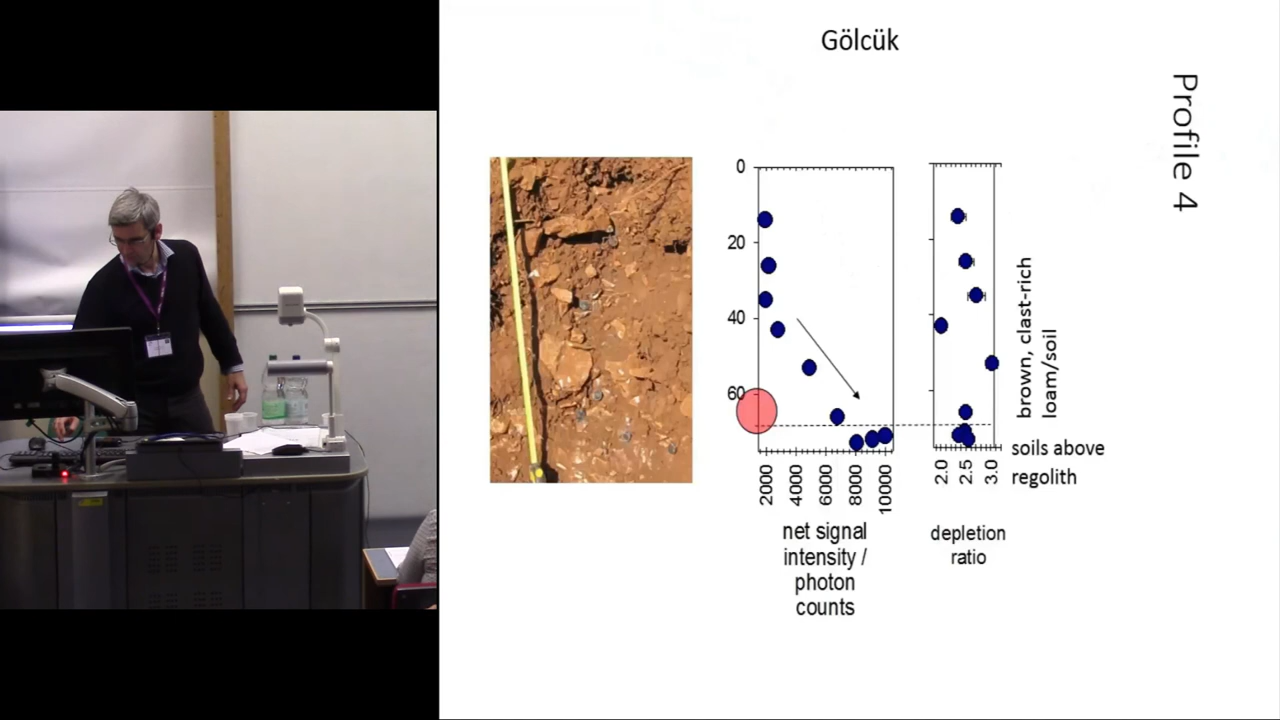 Gölcük
Profile 4
0
20
40
60
2000
4000
6000
8000
10000
net signal
intensity /
photon
counts
2.0
2.5
3.0
depletion
ratio
brown, clast-rich
loam/soil
soils above
regolith